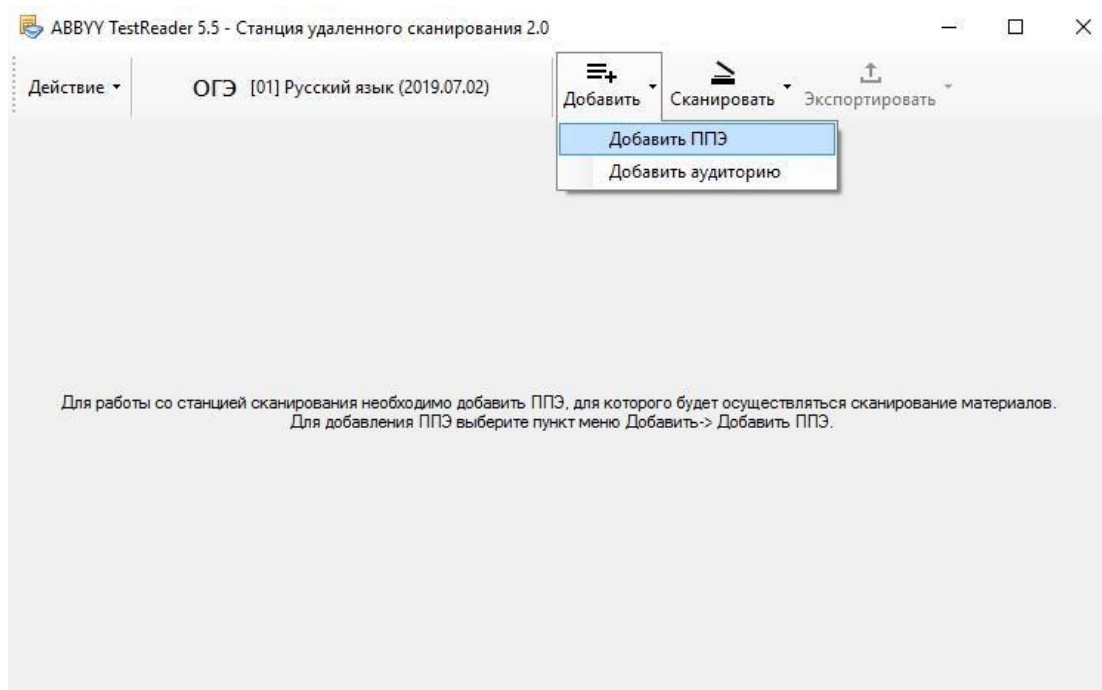 ABBYY TestReader 5.5 - Станция удаленного сканирования 2.0
Действие
ОГЭ [01] Русский язык (2019.07.02)
Добавить
Сканировать
Экспортировать
Добавить ППЭ
Добавить аудиторию
Для работы со станцией сканирования необходимо добавить ППЭ, для которого будет осуществляться сканирование материалов.
Для добавления ППЭ выберите пункт меню Добавить-> Добавить ППЭ.